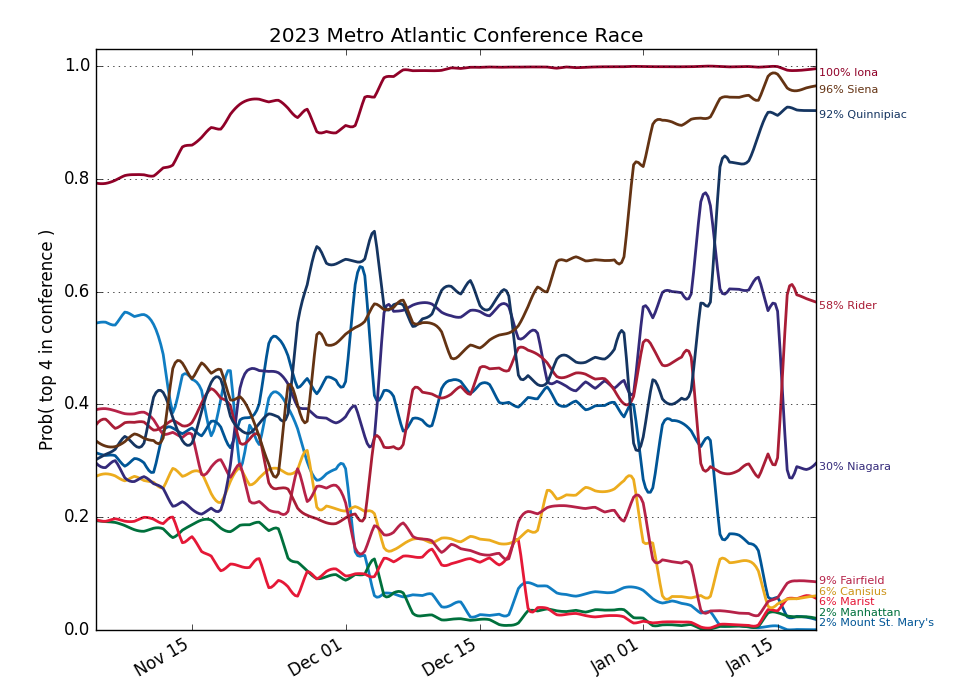 2023 Metro Atlantic Conference Race
Prob( top 4 in conference )
1.0
0.8
0.6
0.4
0.2
0.0
Nov 15
Dec 01
Dec 15
Jan 01
Jan 15
100% Iona
96% Siena
92% Quinnipiac
58% Rider
30% Niagara
9% Fairfield
6% Canisius
6% Marist
2% Manhattan
2% Mount St. Mary's